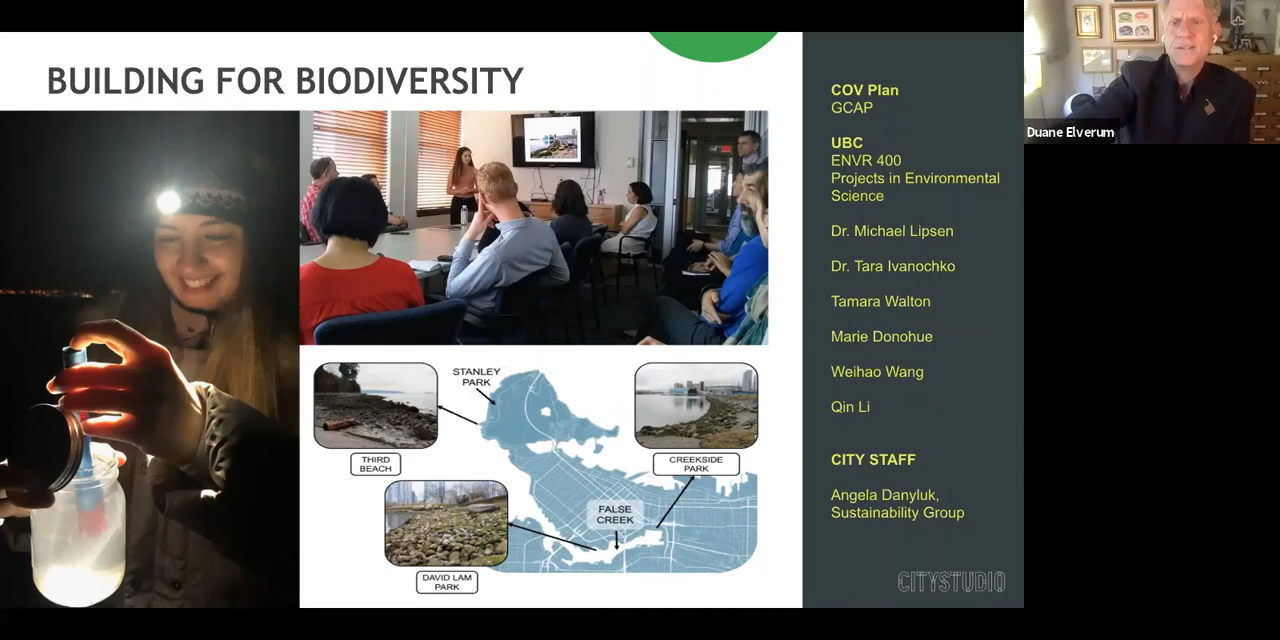 BUILDING FOR BIODIVERSITY
STANLEY
PARK
THIRD
BEACH
CREEKSIDE
PARK
FALSE
CREEK
DAVID LAM
PARK
COV Plan
GCAP
UBC
ENVR 400
Projects in Environmental
Science
Dr. Michael Lipsen
Dr. Tara Ivanochko
Tamara Walton
Marie Donohue
Weihao Wang
Qin Li
CITY STAFF
Angela Danyluk,
Sustainability Group
CITYSTUDIO
Duane Elverum